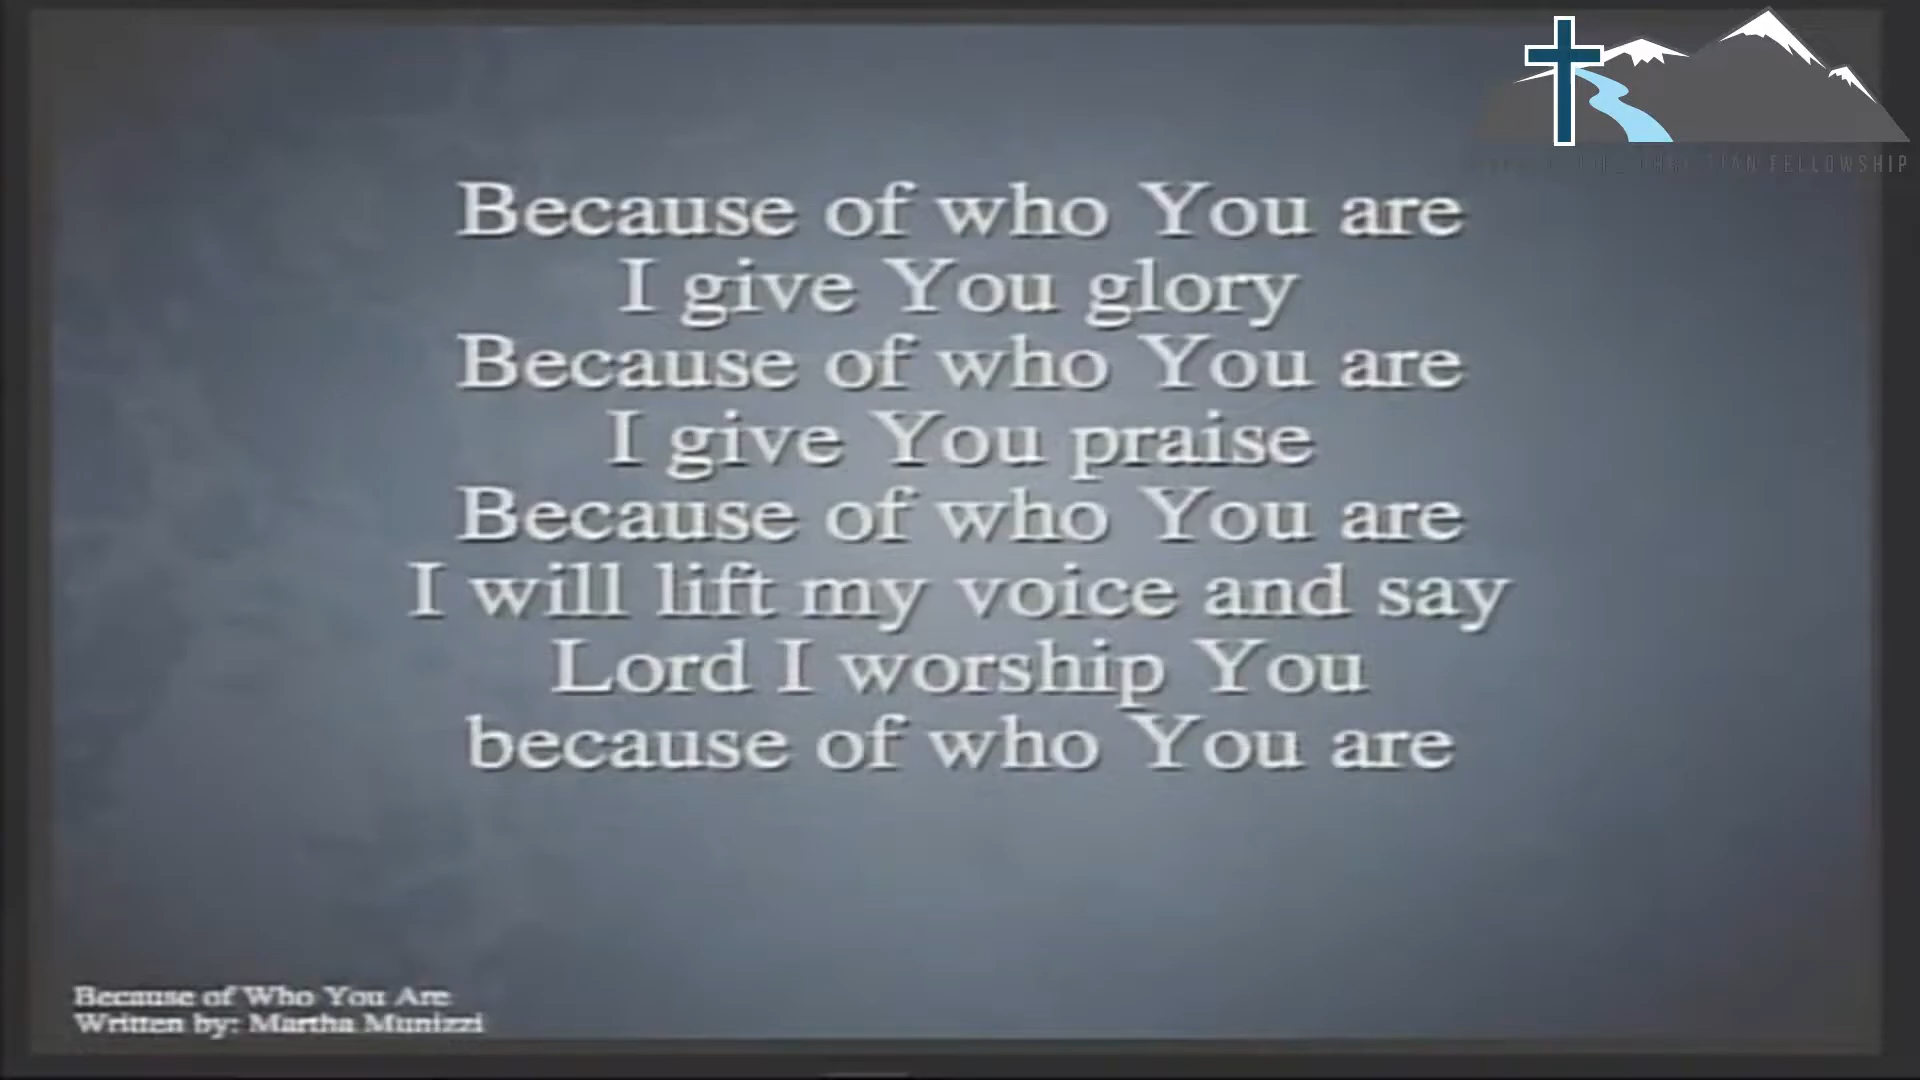 CHRISTIAN FELLOWSHIP
Because of who You are
I give You glory
Because of who You are
I give You praise
Because of who You are
I will lift my voice and say
Lord I worship You
because of who You are
Because of Who You Are
Written by: Martha Munizzi